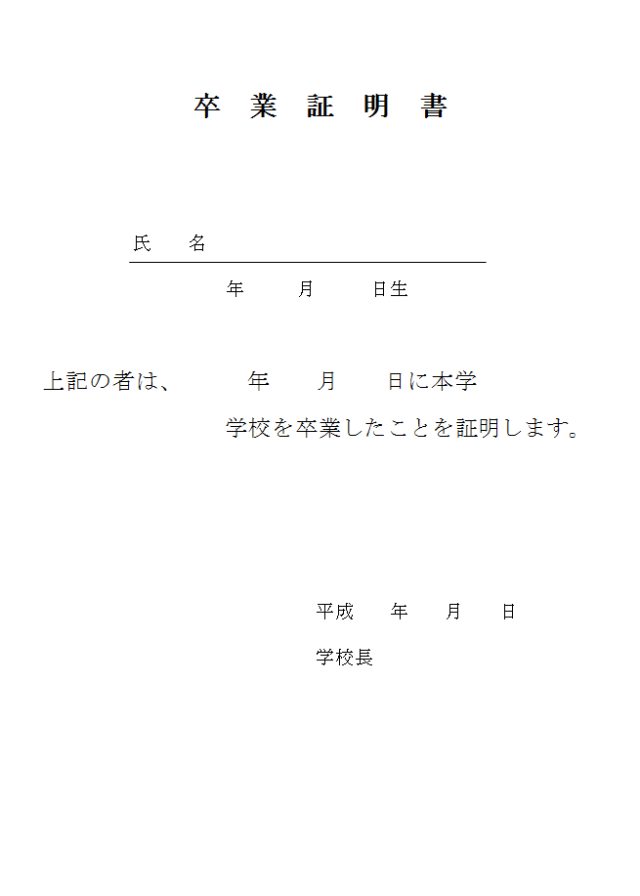 卒　業　証　明　書
氏　　名
年　　　月　　　日生
上記の者は、　　　年　　月　　日に本学
学校を卒業したことを証明します。
平成　　年　　月　　日
学校長